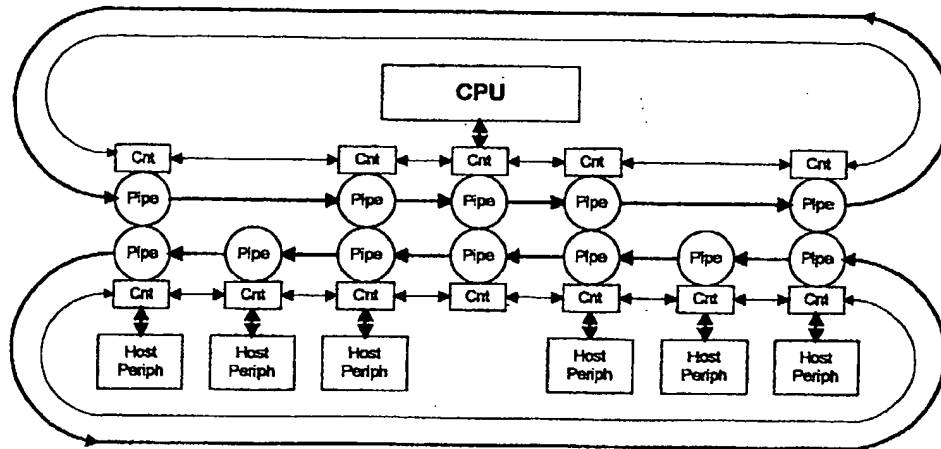 CPU
Cnt Cnt Cnt Cnt Cnt
Pipe Pipe Pipe Pipe Pipe
Pipe Pipe Pipe Pipe Pipe Pipe Pipe
Cnt Cnt Cnt Cnt Cnt Cnt Cnt
Host Host Host Host Host Host
Periph Periph Periph Periph Periph Periph